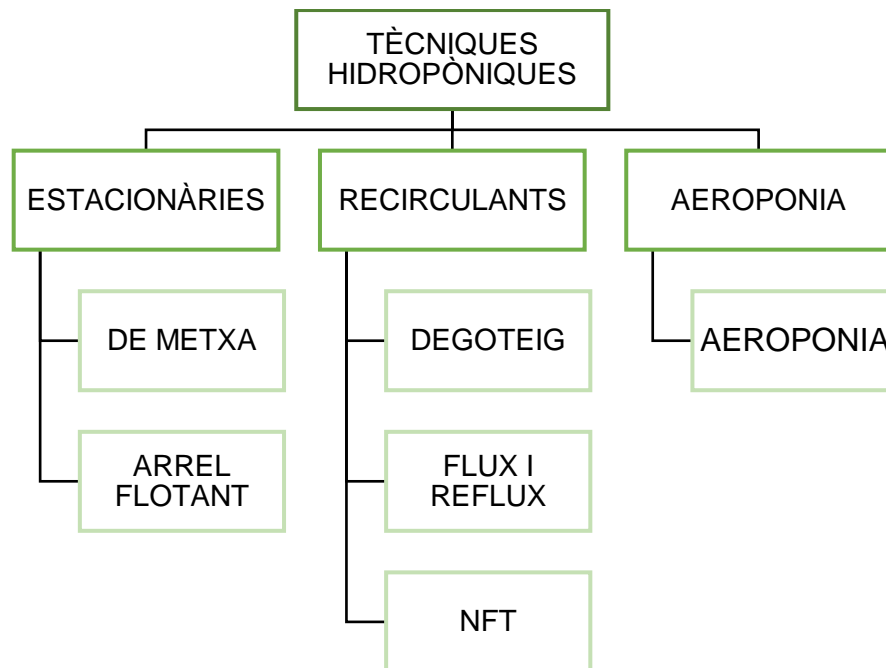 TÈCNIQUES
HIDROPÒNIQUES
ESTACIONÀRIES
RECIRCULANTS
AEROPONIA
DE METXA
DEGOTEIG
AEROPONIA
ARREL
FLOTANT
FLUX I
REFLUX
NFT